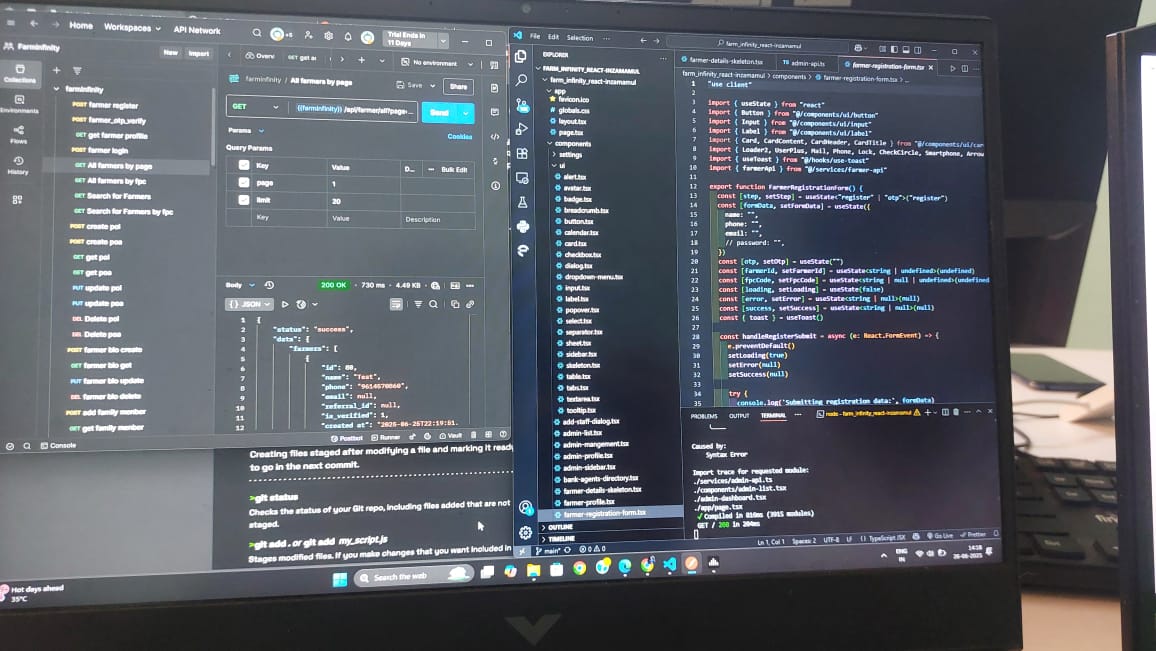 Home
Workspaces
API Network
Trial Ends in
11 Days
Farminfinity
New
Import
Overv
GET get al
No environment
Collections
Environments
Flows
History
farminfinity
POST farmer register
POST farmer_otp_verify
GET get farmer profile
POST farmer login
GET All farmers by page
GET All farmers by fpc
GET Search for Farmers
GET Search for Farmers by fpc
POST create poi
POST create poa
GET get poi
GET get poa
PUT update poi
PUT update poa
DEL Delete poi
DEL Delete poa
POST farmer bio create
GET farmer bio get
PUT farmer bio update
DEL farmer bio delete
POST add family member
GET get family member
farminfinity / All farmers by page
Save
Share
GET
{{farminfinity}} /api/farmer/all?page=...
Send
Params
Cookies
Query Params
Key
Value
D...
Bulk Edit
page
1
limit
20
Key
Value
Description
Body
200 OK
730 ms
4.49 KB
{} JSON
1 {
2 "status": "success",
3 "data": {
4 "farmers": [
5 {
6 "id": 80,
7 "name": "Test",
8 "phone": "9614570860",
9 "email": null,
10 "referral_id": null,
11 "is_verified": 1,
12 "created_at": "2025-06-25T22:19:51.
Console
Postbot
Runner
Vault
Creating files staged after modifying a file and marking it ready
to go in the next commit.
>git status
Checks the status of your Git repo, including files added that are not
staged.
>git add . or git add my_script.js
Stages modified files. If you make changes that you want included in
File
Edit
Selection
farm_infinity_react-inzamamul
EXPLORER
FARM_INFINITY_REACT-INZAMAMUL
farm_infinity_react-inzamamul
app
favicon.ico
globals.css
layout.tsx
page.tsx
components
settings
ui
alert.tsx
avatar.tsx
badge.tsx
breadcrumb.tsx
button.tsx
calendar.tsx
card.tsx
checkbox.tsx
dialog.tsx
dropdown-menu.tsx
input.tsx
label.tsx
popover.tsx
select.tsx
separator.tsx
sheet.tsx
sidebar.tsx
skeleton.tsx
table.tsx
tabs.tsx
textarea.tsx
tooltip.tsx
add-staff-dialog.tsx
admin-list.tsx
admin-mangement.tsx
admin-profile.tsx
admin-sidebar.tsx
bank-agents-directory.tsx
farmer-details-skeleton.tsx
farmer-profile.tsx
farmer-registration-form.tsx
OUTLINE
TIMELINE
farmer-details-skeleton.tsx
admin-api.ts
farmer-registration-form.tsx
farm_infinity_react-inzamamul > components > farmer-registration-form.tsx > ...
1 "use client"
2
3 import { useState } from "react"
4 import { Button } from "@/components/ui/button"
5 import { Input } from "@/components/ui/input"
6 import { Label } from "@/components/ui/label"
7 import { Card, CardContent, CardHeader, CardTitle } from "@/components/ui/car
8 import { Loader2, UserPlus, Mail, Phone, Lock, CheckCircle, Smartphone, Arrow
9 import { useToast } from "@/hooks/use-toast"
10 import { farmerApi } from "@/services/farmer-api"
11
12 export function FarmerRegistrationForm() {
13 const [step, setStep] = useState<"register" | "otp">("register")
14 const [formData, setFormData] = useState({
15 name: "",
16 phone: "",
17 email: "",
18 // password: "",
19 })
20 const [otp, setOtp] = useState("")
21 const [farmerId, setFarmerId] = useState<string | undefined>(undefined)
22 const [fpcCode, setFpcCode] = useState<string | null | undefined>(undefined
23 const [loading, setLoading] = useState(false)
24 const [error, setError] = useState<string | null>(null)
25 const [success, setSuccess] = useState<string | null>(null)
26 const { toast } = useToast()
27
28 const handleRegisterSubmit = async (e: React.FormEvent) => {
29 e.preventDefault()
30 setLoading(true)
31 setError(null)
32 setSuccess(null)
33
34 try {
35 console.log('Submitting registration data:', formData)
PROBLEMS
OUTPUT
TERMINAL
node - farm_infinity_react-inzamamul
Caused by:
Syntax Error
Import trace for requested module:
./services/admin-api.ts
./components/admin-list.tsx
./admin-dashboard.tsx
./app/page.tsx
✓ Compiled in 818ms (3915 modules)
GET / 200 in 204ms
main*
0
0
Ln 1, Col 1
Spaces: 2
UTF-8
LF
{} TypeScript JSX
Go Live
Prettier
Hot days ahead
35°C
Search the web
ENG
IN
14:18
26-06-2025